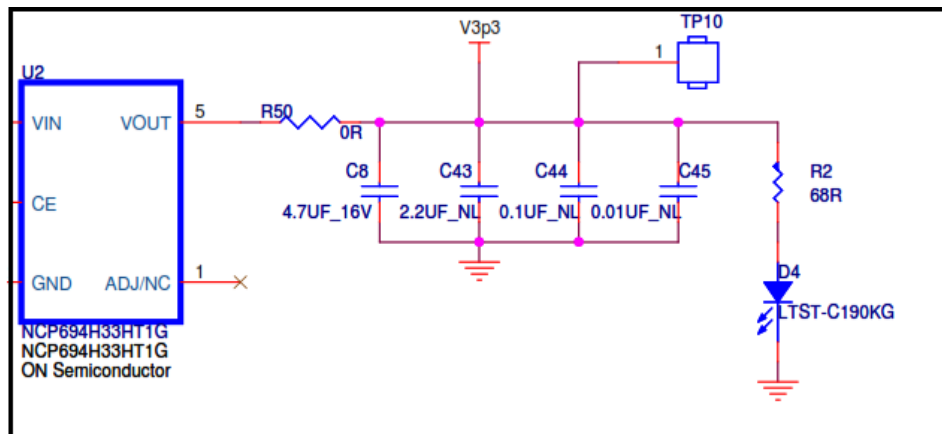 TP10
V3p3
1
U2
VIN
VOUT
5
R50
0R
CE
C8
4.7UF_16V
C43
2.2UF_NL
C44
0.1UF_NL
C45
0.01UF_NL
R2
68R
GND
ADJ/NC
1
D4
LTST-C190KG
NCP694H33HT1G
NCP694H33HT1G
ON Semiconductor